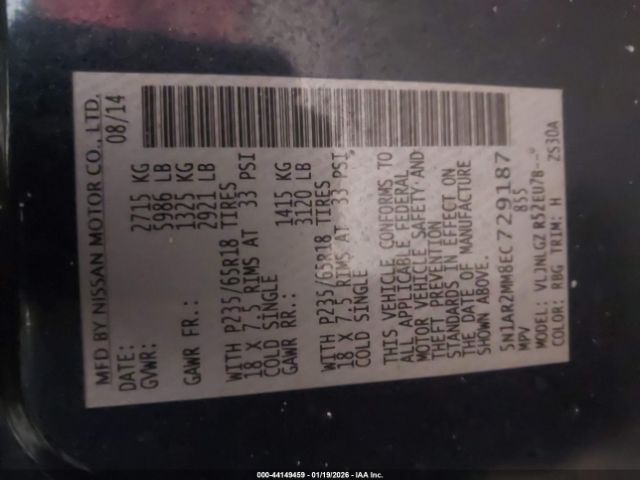 MFD BY NISSAN MOTOR CO., LTD.
DATE: 08/14
GVWR: 2715 KG
5986 LB
GAWR FR.: 1325 KG
2921 LB
WITH P235/65R18 TIRES
18 X 7.5 RIMS AT 33 PSI
COLD SINGLE
GAWR RR.: 1415 KG
3120 LB
WITH P235/65R18 TIRES
18 X 7.5 RIMS AT 33 PSI.
COLD SINGLE
THIS VEHICLE CONFORMS TO
ALL APPLICABLE FEDERAL
MOTOR VEHICLE SAFETY AND
THEFT PREVENTION
STANDARDS IN EFFECT ON
THE DATE OF MANUFACTURE
SHOWN ABOVE.
5N1AR2MM8EC729187
MPV 855
MODEL: VLJNLGZ R52EU7B--
COLOR: RBG TRIM: H ZS30A
000-44149459 - 01/19/2026 - IAA Inc.